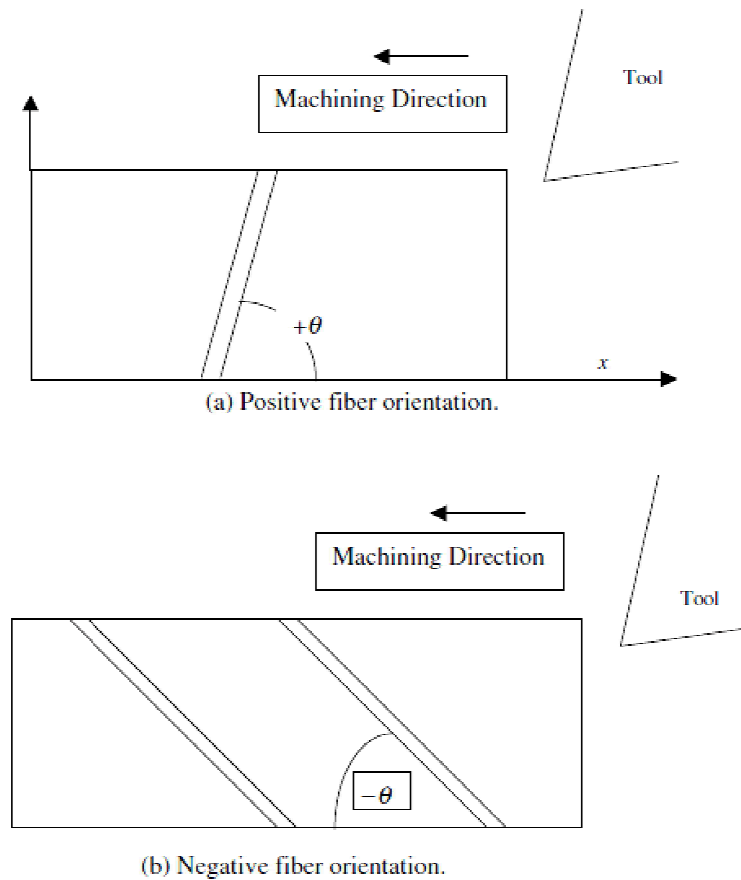 Tool
Machining Direction
+θ
x
(a) Positive fiber orientation.
Machining Direction
Tool
−θ
(b) Negative fiber orientation.